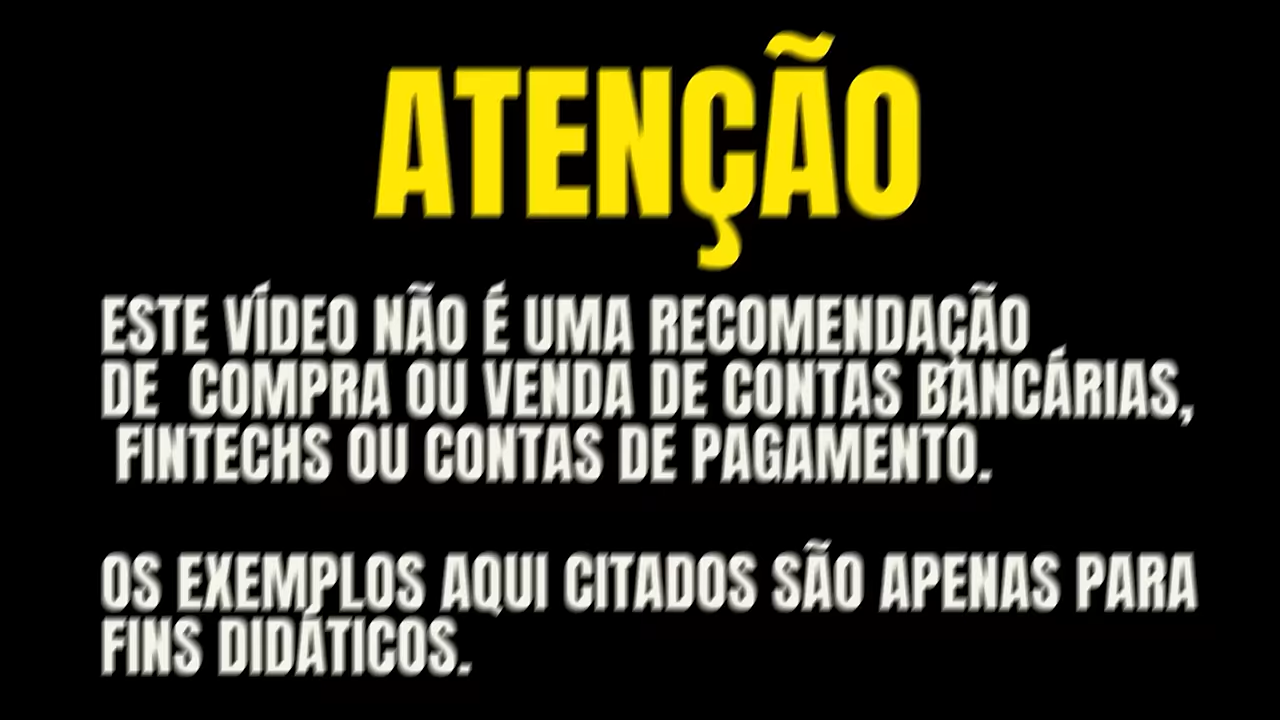 ATENÇÃO
ESTE VÍDEO NÃO É UMA RECOMENDAÇÃO
DE COMPRA OU VENDA DE CONTAS BANCÁRIAS,
FINTECHS OU CONTAS DE PAGAMENTO.
OS EXEMPLOS AQUI CITADOS SÃO APENAS PARA
FINS DIDÁTICOS.